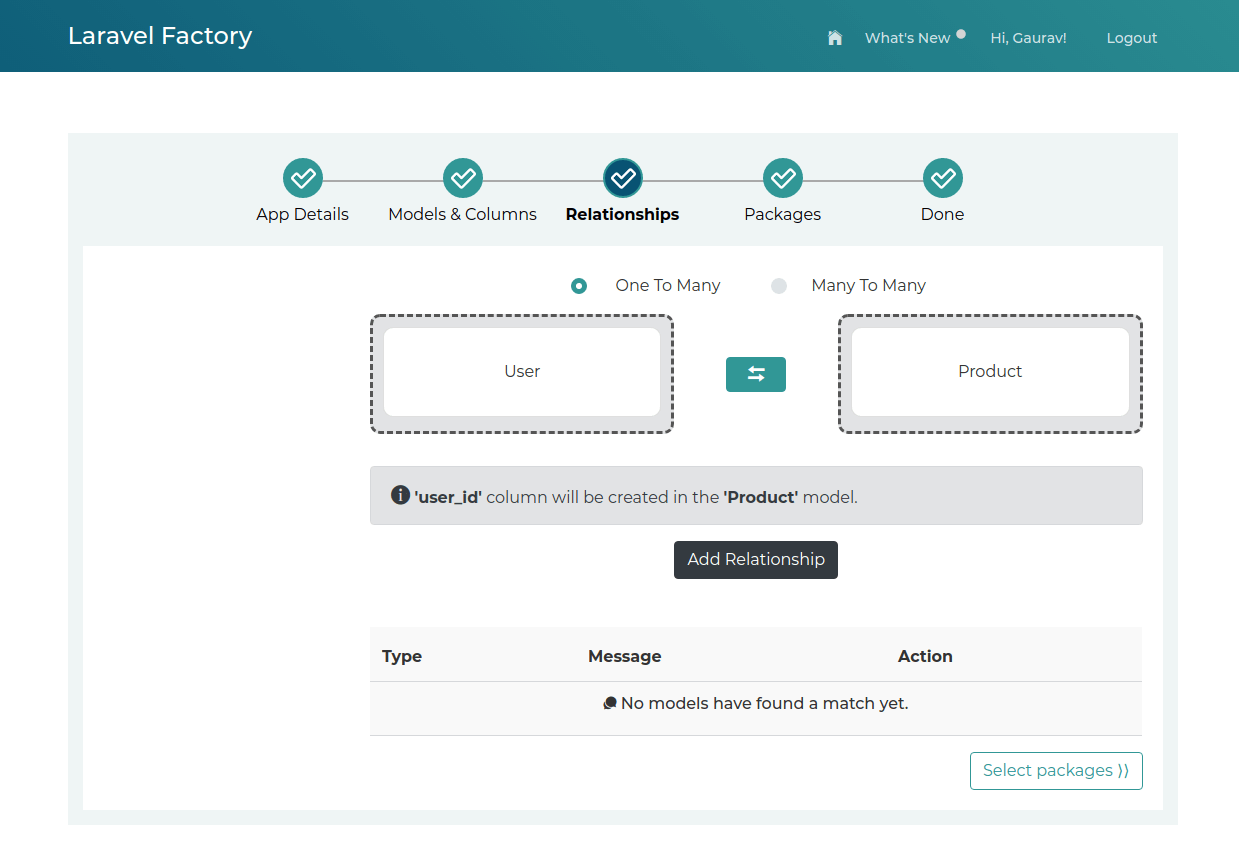 Laravel Factory
What's New
Hi, Gaurav!
Logout
App Details
Models & Columns
Relationships
Packages
Done
One To Many
Many To Many
User
Product
'user_id' column will be created in the 'Product' model.
Add Relationship
Type
Message
Action
No models have found a match yet.
Select packages ⟩⟩